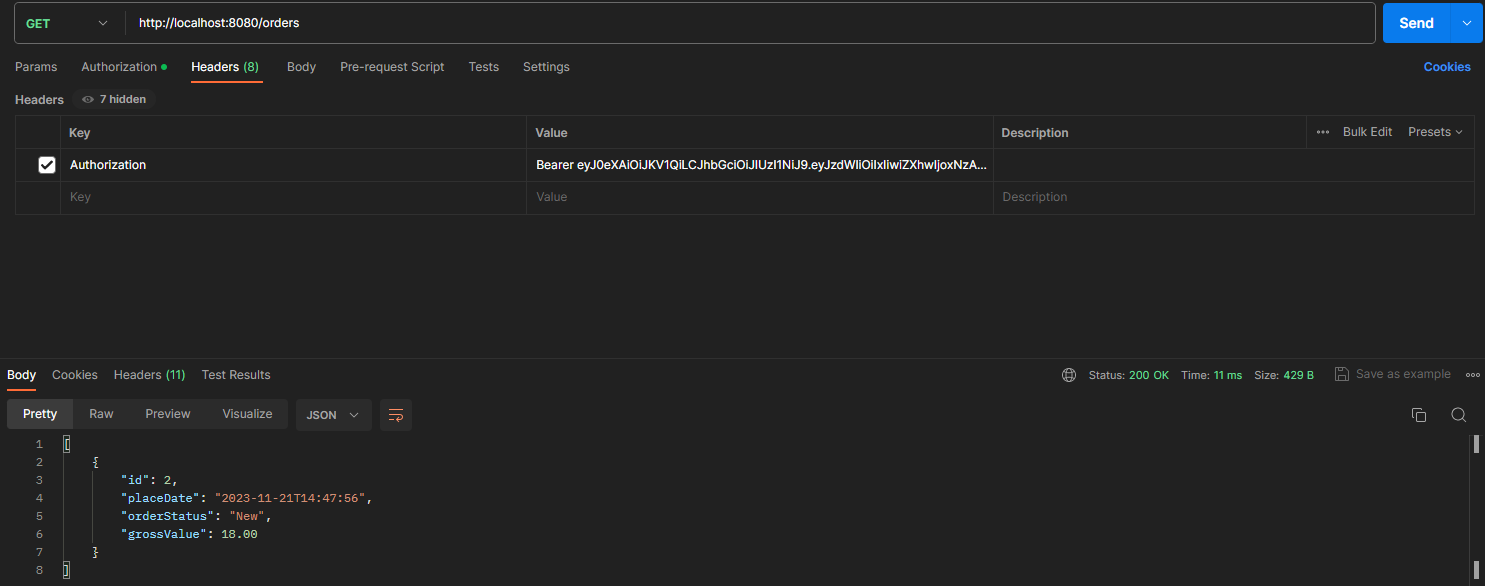 GET http://localhost:8080/orders Send
Params Authorization Headers (8) Body Pre-request Script Tests Settings Cookies
Headers 7 hidden
Key Value Description Bulk Edit Presets
Authorization Bearer eyJ0eXAiOiJKV1QiLCJhbGciOiJIUzI1NiJ9.eyJzdWIiOiIxIiwiZXhwIjoxNzA...
Key Value Description
Body Cookies Headers (11) Test Results Status: 200 OK Time: 11 ms Size: 429 B Save as example
Pretty Raw Preview Visualize JSON
1 [
2 {
3 "id": 2,
4 "placeDate": "2023-11-21T14:47:56",
5 "orderStatus": "New",
6 "grossValue": 18.00
7 }
8 ]